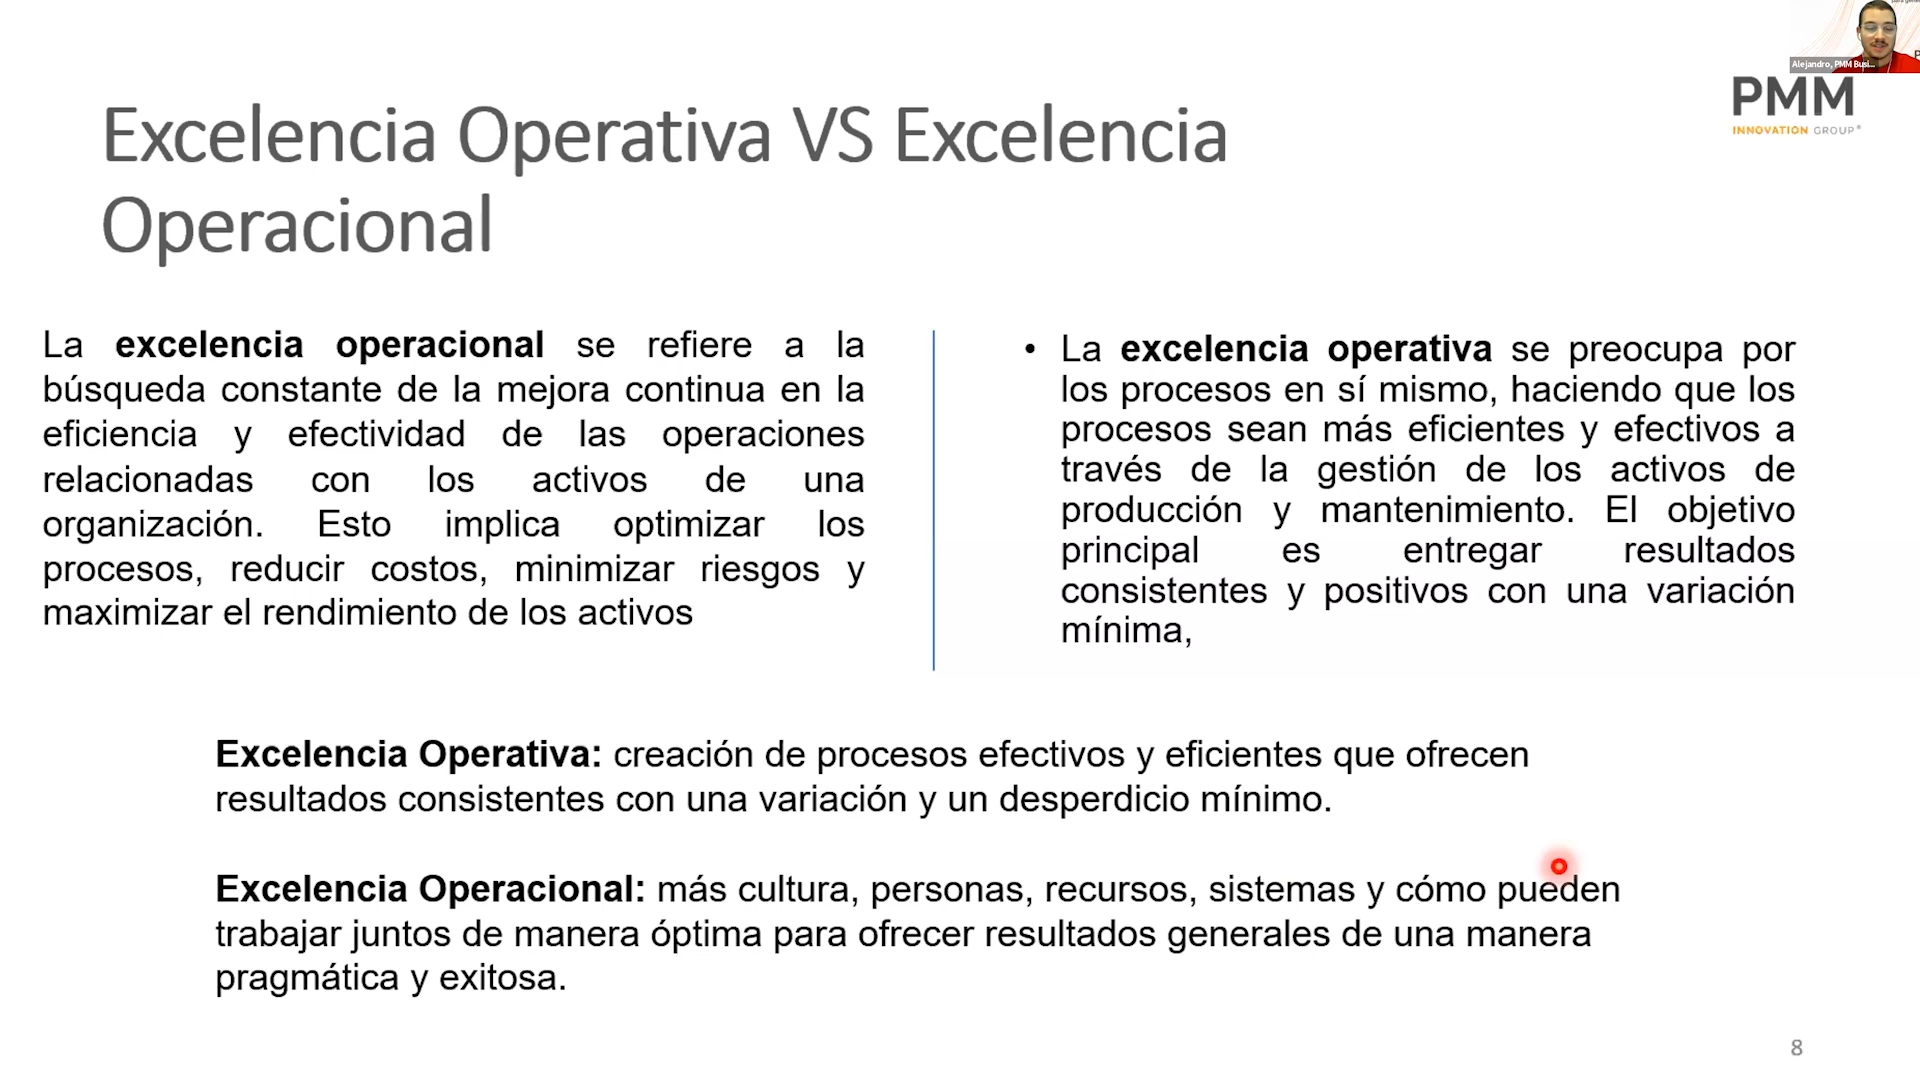 Alejandro, PMM Busi...
PMM
INNOVATION GROUP®
Excelencia Operativa VS Excelencia
Operacional
La excelencia operacional se refiere a la
búsqueda constante de la mejora continua en la
eficiencia y efectividad de las operaciones
relacionadas con los activos de una
organización. Esto implica optimizar los
procesos, reducir costos, minimizar riesgos y
maximizar el rendimiento de los activos
• La excelencia operativa se preocupa por
los procesos en sí mismo, haciendo que los
procesos sean más eficientes y efectivos a
través de la gestión de los activos de
producción y mantenimiento. El objetivo
principal es entregar resultados
consistentes y positivos con una variación
mínima,
Excelencia Operativa: creación de procesos efectivos y eficientes que ofrecen
resultados consistentes con una variación y un desperdicio mínimo.
Excelencia Operacional: más cultura, personas, recursos, sistemas y cómo pueden
trabajar juntos de manera óptima para ofrecer resultados generales de una manera
pragmática y exitosa.
8